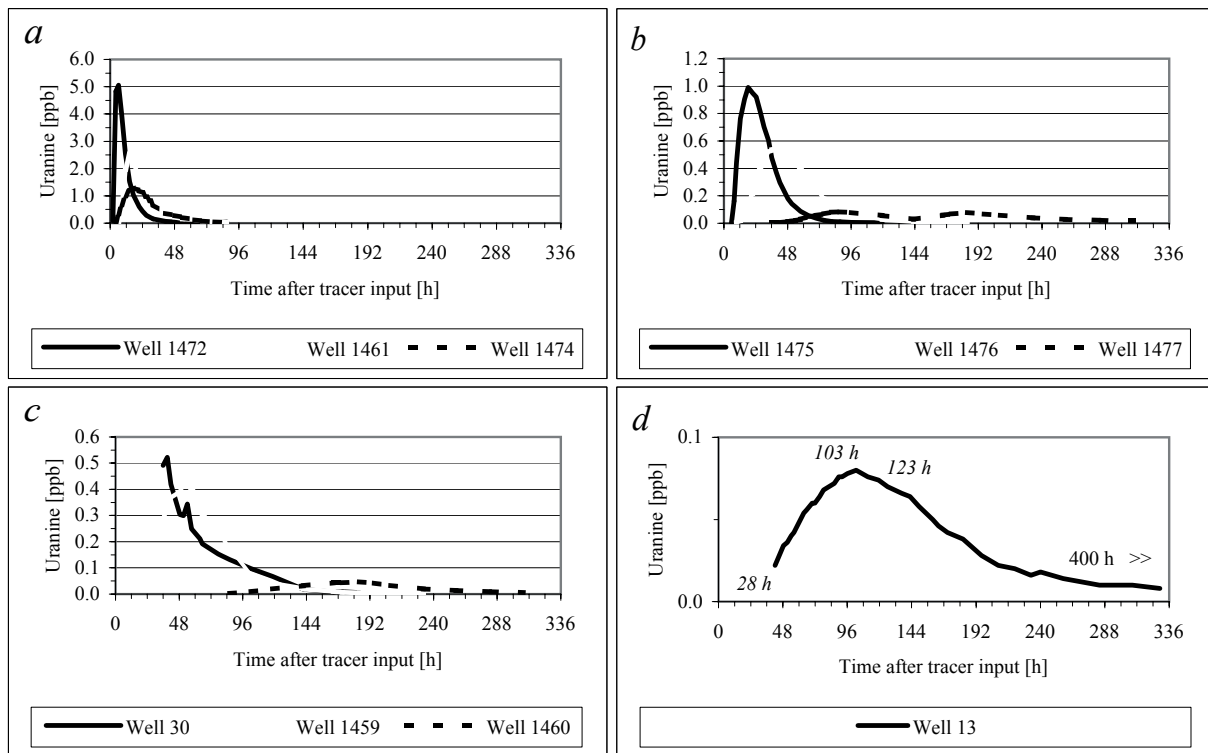 a
6.0
5.0
4.0
3.0
2.0
1.0
0.0
Uranine [ppb]
0 48 96 144 192 240 288 336
Time after tracer input [h]
Well 1472 Well 1461 Well 1474
b
1.2
1.0
0.8
0.6
0.4
0.2
0.0
Uranine [ppb]
0 48 96 144 192 240 288 336
Time after tracer input [h]
Well 1475 Well 1476 Well 1477
c
0.6
0.5
0.4
0.3
0.2
0.1
0.0
Uranine [ppb]
0 48 96 144 192 240 288 336
Time after tracer input [h]
Well 30 Well 1459 Well 1460
d
0.1
0.0
Uranine [ppb]
103 h
123 h
28 h
400 h >>
0 48 96 144 192 240 288 336
Time after tracer input [h]
Well 13